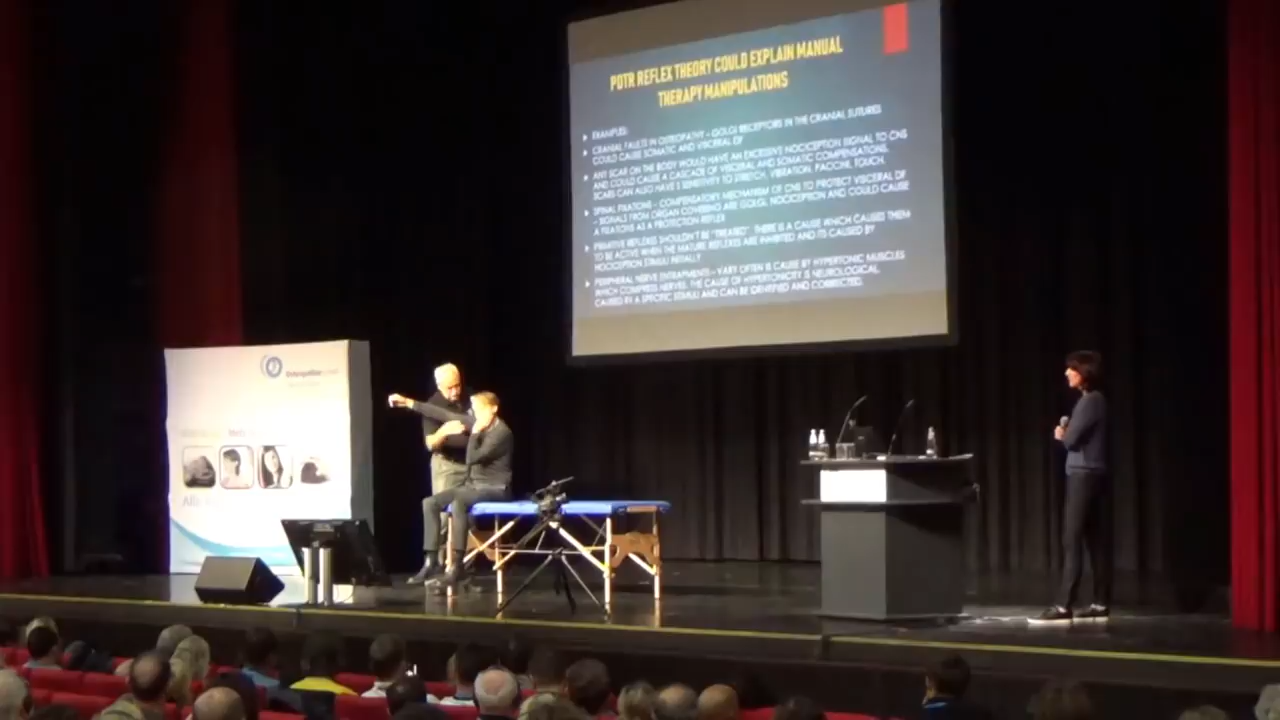 PDTR REFLEX THEORY COULD EXPLAIN MANUAL
THERAPY MANIPULATIONS
EXAMPLES:
CRANIAL FAULTS IN OSTEOPATHY – GOLGI RECEPTORS IN THE CRANIAL SUTURES
COULD CAUSE SOMATIC AND VISCERAL DF
ANY SCAR ON THE BODY WOULD HAVE AN EXCESSIVE NOCICEPTION SIGNAL TO CNS
AND COULD CAUSE A CASCADE OF VISCERAL AND SOMATIC COMPENSATIONS.
SCARS CAN ALSO HAVE SENSITIVITY TO STRETCH, VIBRATION, PACCINI, TOUCH.
SPINAL FIXATIONS – COMPENSATORY MECHANISM OF CNS TO PROTECT VISCERAL DF
– SIGNALS FROM ORGAN COVERING ARE GOLGI, NOCICEPTION AND COULD CAUSE
A FIXATIONS AS A PROTECTION REFLEX
PRIMITIVE REFLEXES SHOULDN'T BE "TREATED". THERE IS A CAUSE WHICH CAUSED THEM
TO BE ACTIVE WHEN THE MATURE REFLEXES ARE INHIBITED AND ITS CAUSED BY
NOCICEPTION STIMULI INITIALLY
PERIPHERAL NERVE ENTRAPMENTS – VARY OFTEN IS CAUSE BY HYPERTONIC MUSCLES
WHICH COMPRESS NERVES. THE CAUSE OF HYPERTONICITY IS NEUROLOGICAL,
CAUSED BY A SPECIFIC STIMULI AND CAN BE IDENTIFIED AND CORRECTED.